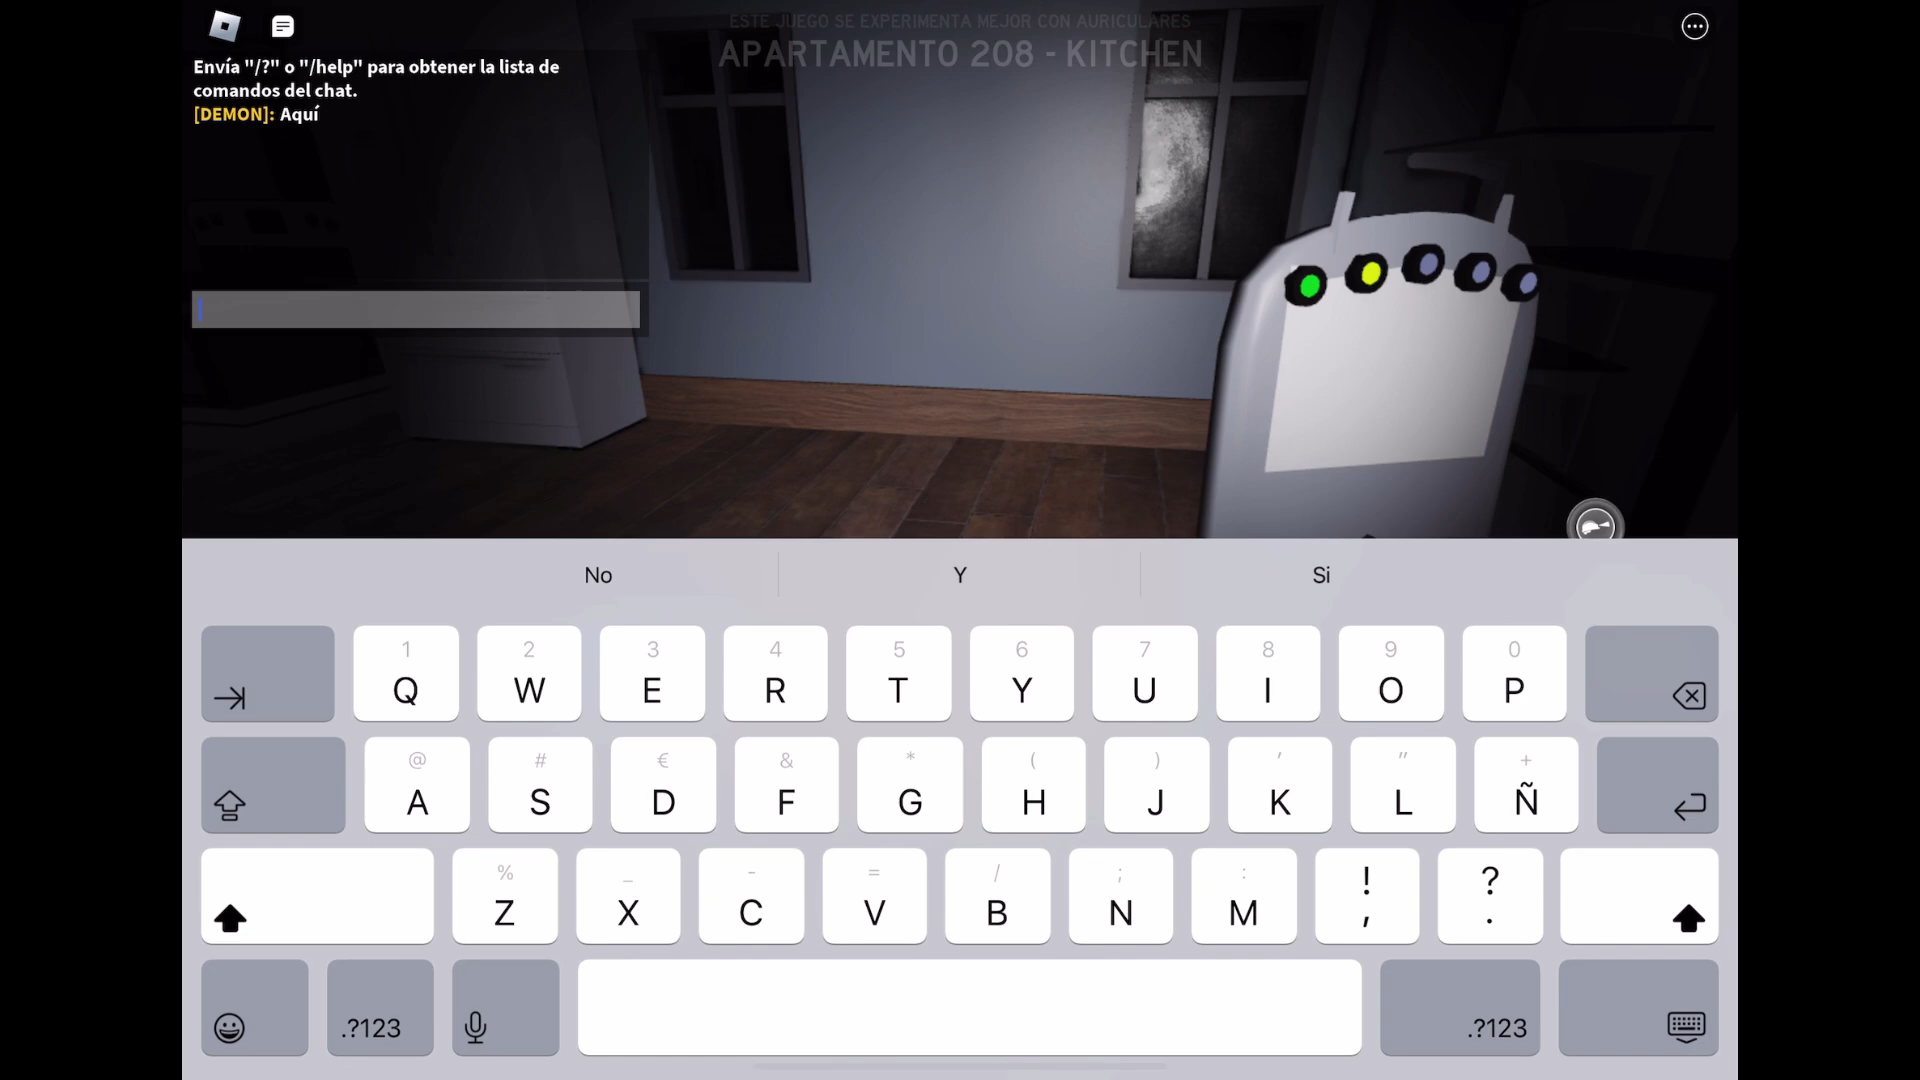 ESTE JUEGO SE EXPERIMENTA MEJOR CON AURICULARES
APARTAMENTO 208 - KITCHEN
Envía "/?" o "/help" para obtener la lista de
comandos del chat.
[DEMON]: Aquí
No Y Si
1 2 3 4 5 6 7 8 9 0
Q W E R T Y U I O P
@ # € & * ( ) ' " +
A S D F G H J K L Ñ
% _ - = / ; : ! ?
Z X C V B N M , .
.?123 .?123